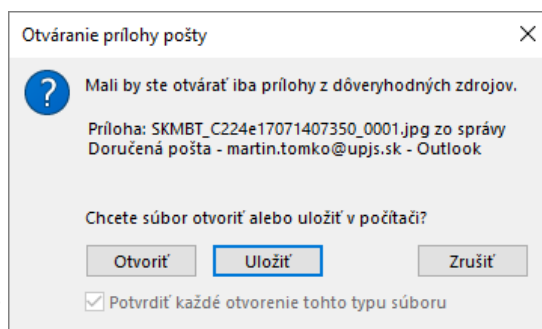 Otváranie prílohy pošty
Mali by ste otvárať iba prílohy z dôveryhodných zdrojov.
Príloha: SKMBT_C224e17071407350_0001.jpg zo správy
Doručená pošta - martin.tomko@upjs.sk - Outlook
Chcete súbor otvoriť alebo uložiť v počítači?
Otvoriť Uložiť Zrušiť
Potvrdiť každé otvorenie tohto typu súboru